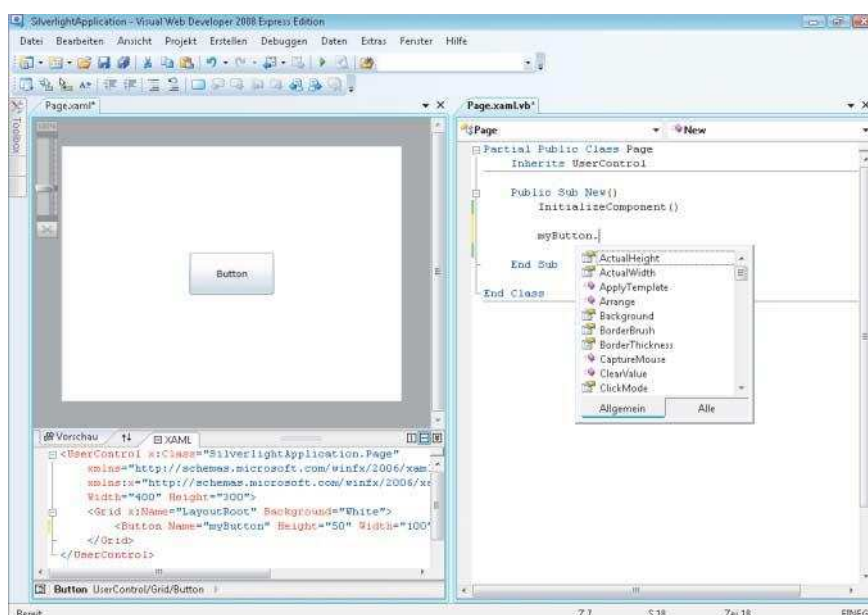 SilverlightApplication - Visual Web Developer 2008 Express Edition
Datei Bearbeiten Ansicht Projekt Erstellen Debuggen Daten Extras Fenster Hilfe
Toolbox
Page.xaml*
100%
Button
Vorschau XAML
<UserControl x:Class="SilverlightApplication.Page"
xmlns="http://schemas.microsoft.com/winfx/2006/xam
xmlns:x="http://schemas.microsoft.com/winfx/2006/xa
Width="400" Height="300">
<Grid x:Name="LayoutRoot" Background="White">
<Button Name="myButton" Height="50" Width="100"
</Grid>
</UserControl>
Button UserControl/Grid/Button
Page.xaml.vb*
Page New
Partial Public Class Page
Inherits UserControl
Public Sub New()
InitializeComponent()
myButton.
End Sub
End Class
ActualHeight
ActualWidth
ApplyTemplate
Arrange
Background
BorderBrush
BorderThickness
CaptureMouse
ClearValue
ClickMode
Allgemein Alle
Bereit Z 7 S 18 Zei 18